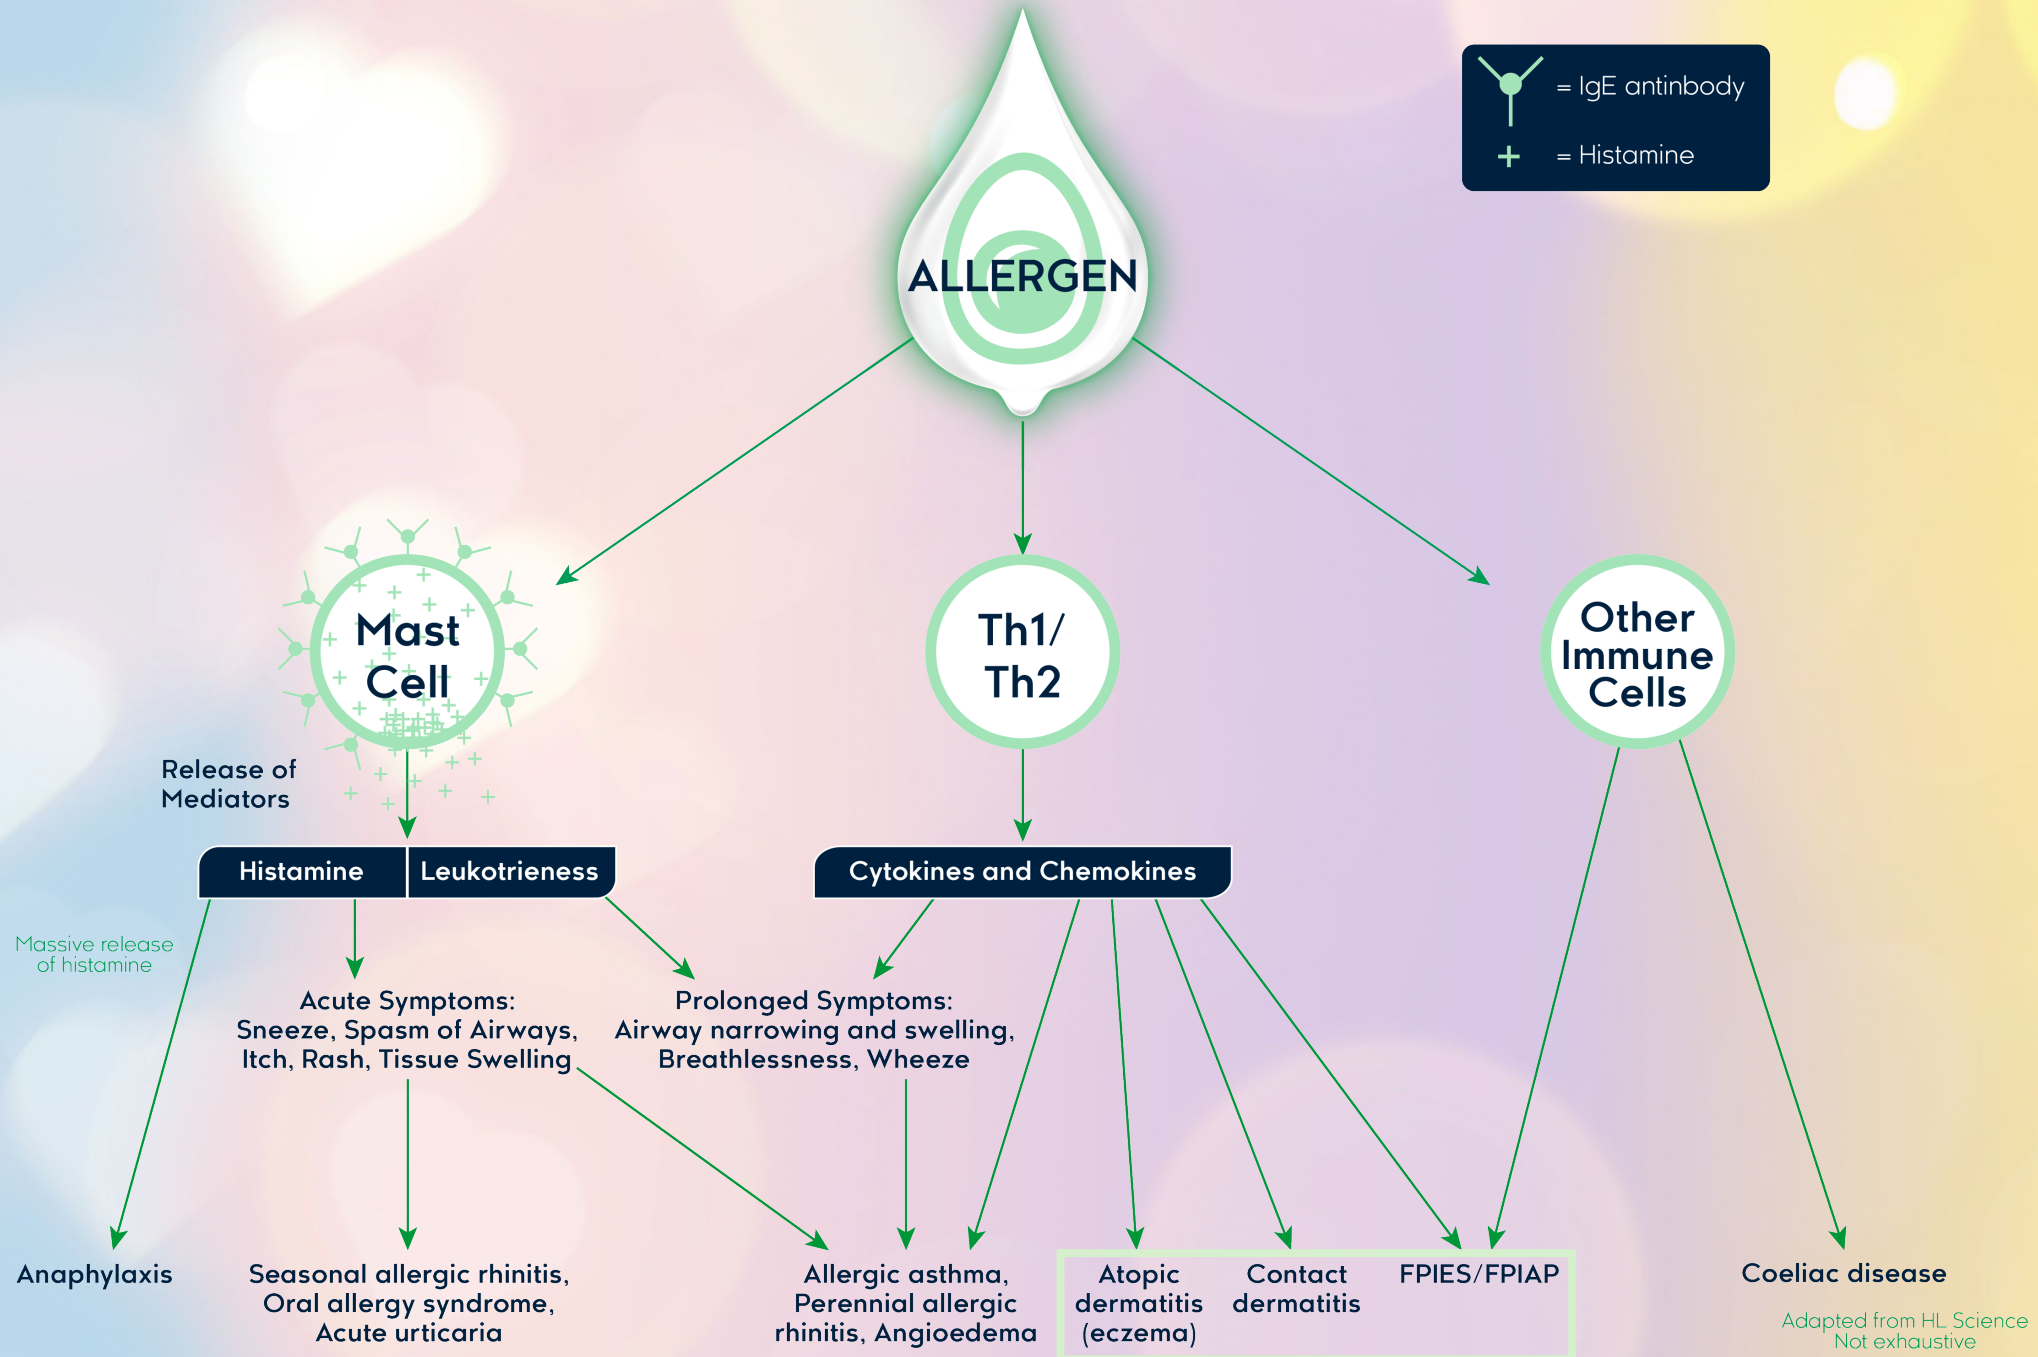 ALLERGEN
= IgE antinbody
= Histamine
Mast
Cell
Th1/
Th2
Other
Immune
Cells
Release of
Mediators
Histamine
Leukotrieness
Cytokines and Chemokines
Massive release
of histamine
Acute Symptoms:
Sneeze, Spasm of Airways,
Itch, Rash, Tissue Swelling
Prolonged Symptoms:
Airway narrowing and swelling,
Breathlessness, Wheeze
Anaphylaxis
Seasonal allergic rhinitis,
Oral allergy syndrome,
Acute urticaria
Allergic asthma,
Perennial allergic
rhinitis, Angioedema
Atopic
dermatitis
(eczema)
Contact
dermatitis
FPIES/FPIAP
Coeliac disease
Adapted from HL Science
Not exhaustive